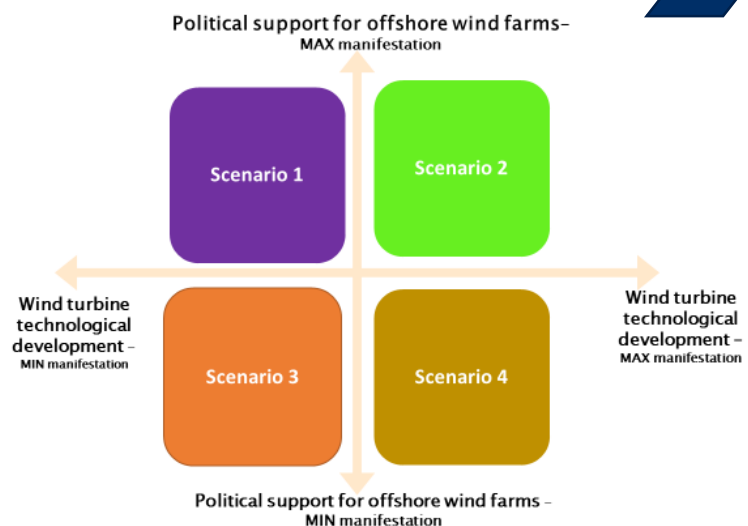 Political support for offshore wind farms–
MAX manifestation
Scenario 1
Scenario 2
Wind turbine
technological
development –
MIN manifestation
Wind turbine
technological
development –
MAX manifestation
Scenario 3
Scenario 4
Political support for offshore wind farms –
MIN manifestation